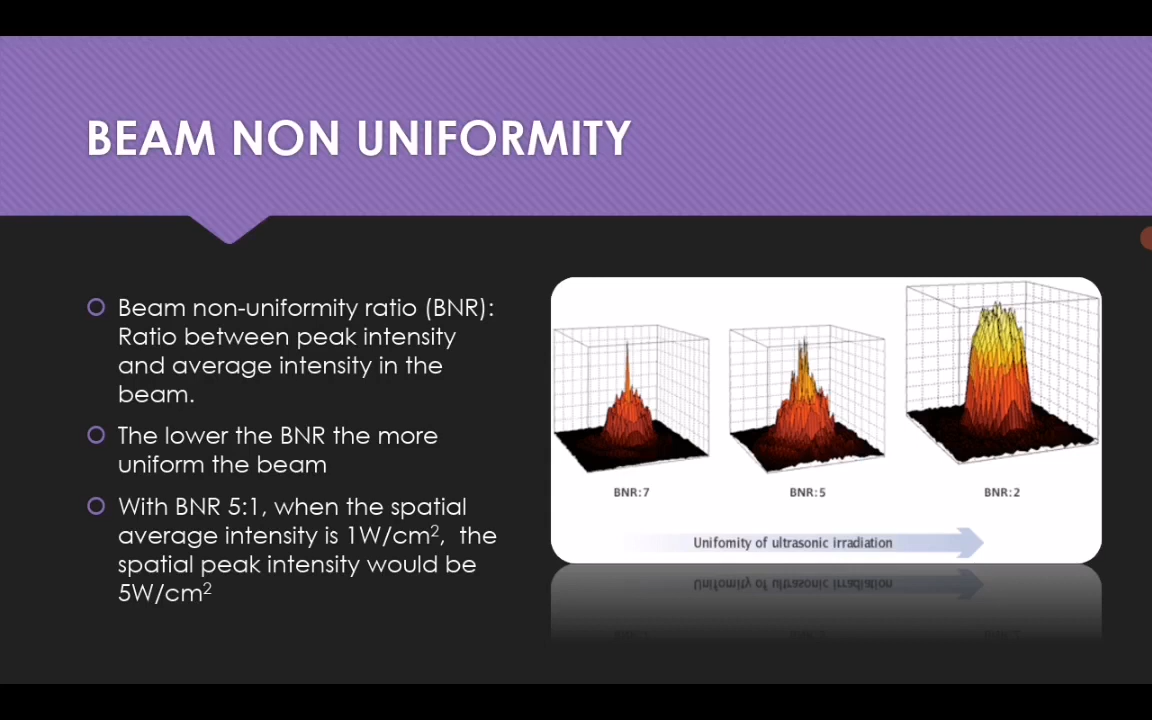 BEAM NON UNIFORMITY
Beam non-uniformity ratio (BNR):
Ratio between peak intensity
and average intensity in the
beam.
The lower the BNR the more
uniform the beam
With BNR 5:1, when the spatial
average intensity is 1W/cm², the
spatial peak intensity would be
5W/cm²
BNR:7
BNR:5
BNR:2
Unifomity of ultrasonic irradiation